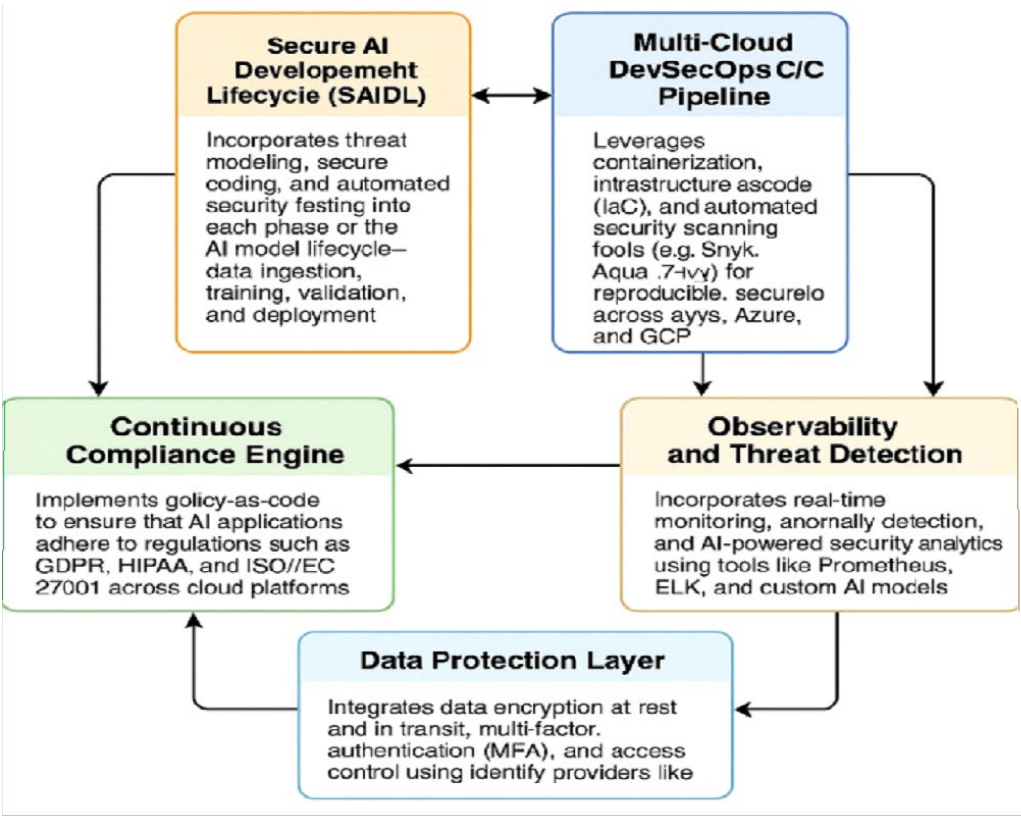 Secure AI
Developemeht
Lifecycie (SAIDL)
Incorporates threat
modeling, secure
coding, and automated
security festing into
each phase or the
AI model lifecycle—
data ingestion,
training, validation,
and deployment
Multi-Cloud
DevSecOps C/C
Pipeline
Leverages
containerization,
intrastructure ascode
(IaC), and automated
security scanning
fools (e.g. Snyk.
Aqua
for
reproducible. securelo
across ayys, Azure,
and GCP
Continuous
Compliance Engine
Implements golicy-as-code
to ensure that AI applications
adhere to regulations such as
GDPR, HIPAA, and ISO//EC
27001 across cloud platforms
Observability
and Threat Detection
Incorporates real-time
monitoring, anornally detection,
and AI-powered security analytics
using tools like Prometheus,
ELK, and custom AI models
Data Protection Layer
Integrates data encryption at rest
and in transit, multi-factor.
authentication (MFA), and access
control using identify providers like